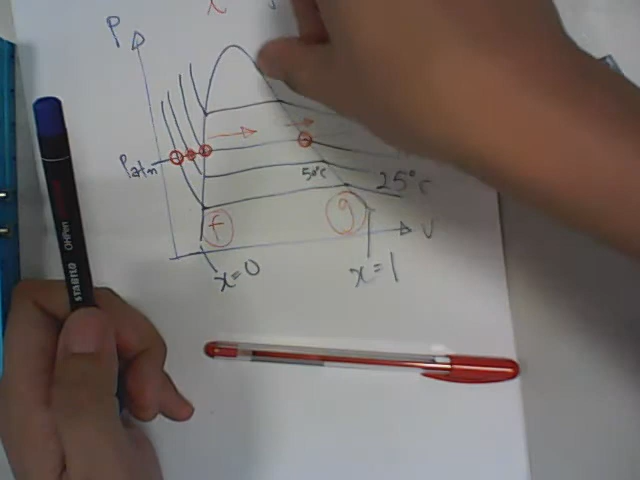 P
Patm
50°C
25°C
f
g
V
x=0
x=1
STABILO OHPen